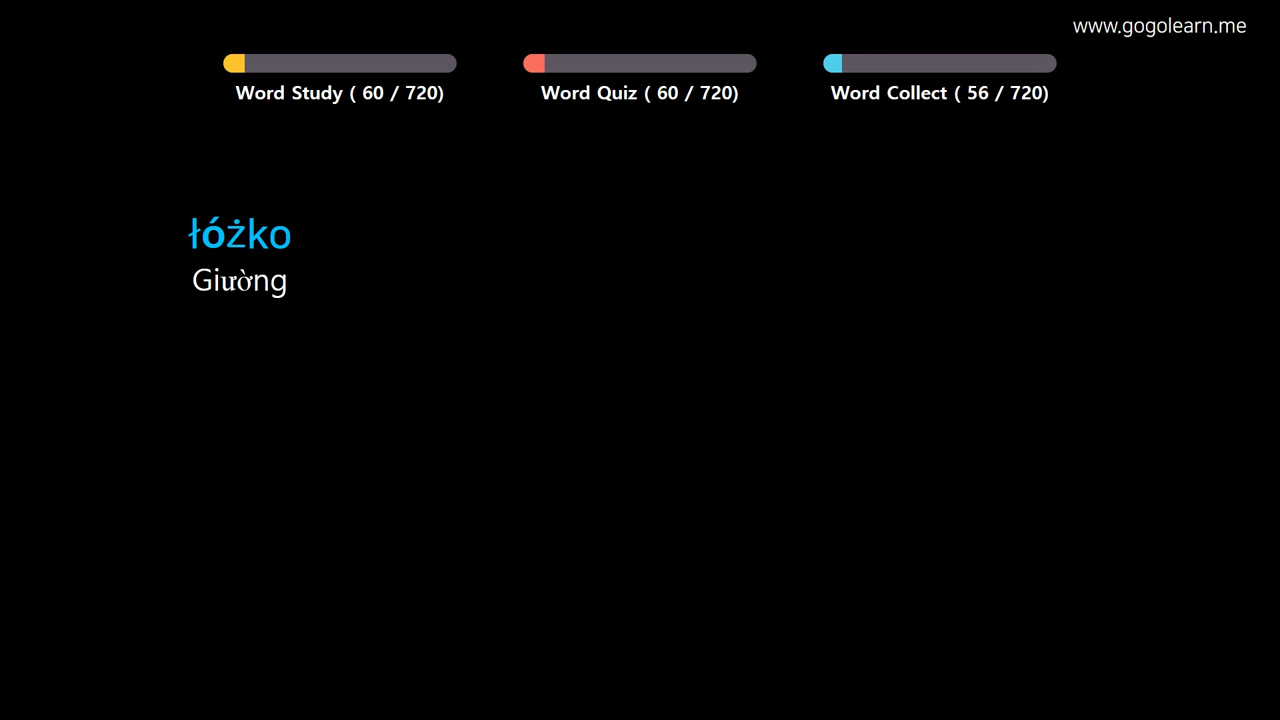 www.gogolearn.me
Word Study ( 60 / 720)
Word Quiz ( 60 / 720)
Word Collect ( 56 / 720)
łóżko
Giường